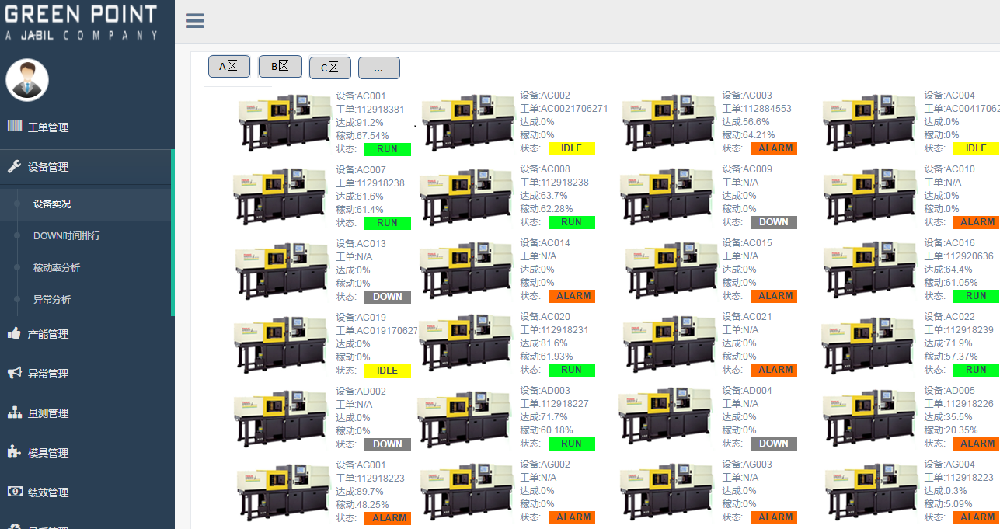 GREEN POINT
A JABIL COMPANY
工单管理
设备管理
设备实况
DOWN时间排行
稼动率分析
异常分析
产能管理
异常管理
量测管理
模具管理
绩效管理
A区
B区
C区
...
设备:AC001
工单:112918381
达成:91.2%
稼动:67.54%
状态: RUN
设备:AC002
工单:AC0021706271
达成:0%
稼动:0%
状态: IDLE
设备:AC003
工单:112884553
达成:56.6%
稼动:64.21%
状态: ALARM
设备:AC004
工单:AC00417062
达成:0%
稼动:0%
状态: IDLE
设备:AC007
工单:112918238
达成:61.6%
稼动:61.4%
状态: RUN
设备:AC008
工单:112918238
达成:63.7%
稼动:62.28%
状态: RUN
设备:AC009
工单:N/A
达成:0%
稼动:0%
状态: DOWN
设备:AC010
工单:N/A
达成:0%
稼动:0%
状态: ALARM
设备:AC013
工单:N/A
达成:0%
稼动:0%
状态: DOWN
设备:AC014
工单:N/A
达成:0%
稼动:0%
状态: ALARM
设备:AC015
工单:N/A
达成:0%
稼动:0%
状态: ALARM
设备:AC016
工单:112920636
达成:64.4%
稼动:61.05%
状态: RUN
设备:AC019
工单:AC019170627
达成:0%
稼动:0%
状态: IDLE
设备:AC020
工单:112918231
达成:81.6%
稼动:61.93%
状态: RUN
设备:AC021
工单:N/A
达成:0%
稼动:0%
状态: ALARM
设备:AC022
工单:112918239
达成:71.9%
稼动:57.37%
状态: RUN
设备:AD002
工单:N/A
达成:0%
稼动:0%
状态: DOWN
设备:AD003
工单:112918227
达成:71.7%
稼动:60.18%
状态: RUN
设备:AD004
工单:N/A
达成:0%
稼动:0%
状态: DOWN
设备:AD005
工单:112918226
达成:35.5%
稼动:20.35%
状态: ALARM
设备:AG001
工单:112918223
达成:89.7%
稼动:48.25%
状态: ALARM
设备:AG002
工单:N/A
达成:0%
稼动:0%
状态: ALARM
设备:AG003
工单:N/A
达成:0%
稼动:0%
状态: ALARM
设备:AG004
工单:112918223
达成:0.3%
稼动:5.09%
状态: ALARM